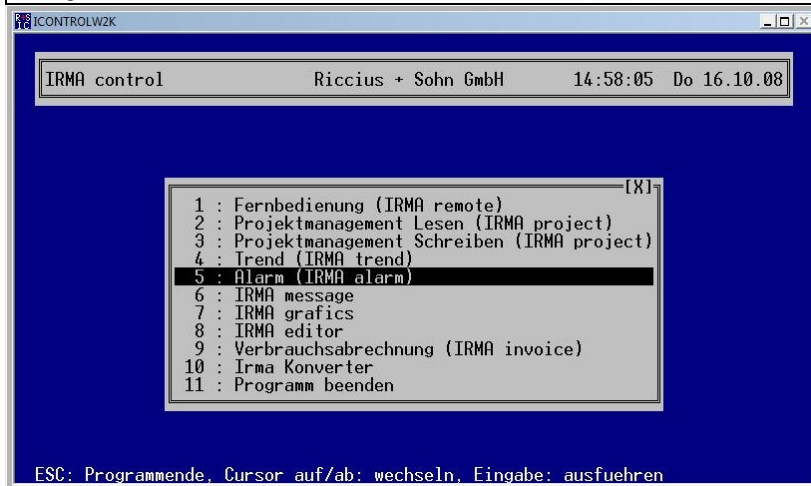 ICONTROLW2K
IRMA control Riccius + Sohn GmbH 14:58:05 Do 16.10.08
[X]
1 : Fernbedienung (IRMA remote)
2 : Projektmanagement Lesen (IRMA project)
3 : Projektmanagement Schreiben (IRMA project)
4 : Trend (IRMA trend)
5 : Alarm (IRMA alarm)
6 : IRMA message
7 : IRMA grafics
8 : IRMA editor
9 : Verbrauchsabrechnung (IRMA invoice)
10 : Irma Konverter
11 : Programm beenden
ESC: Programmende, Cursor auf/ab: wechseln, Eingabe: ausfuehren